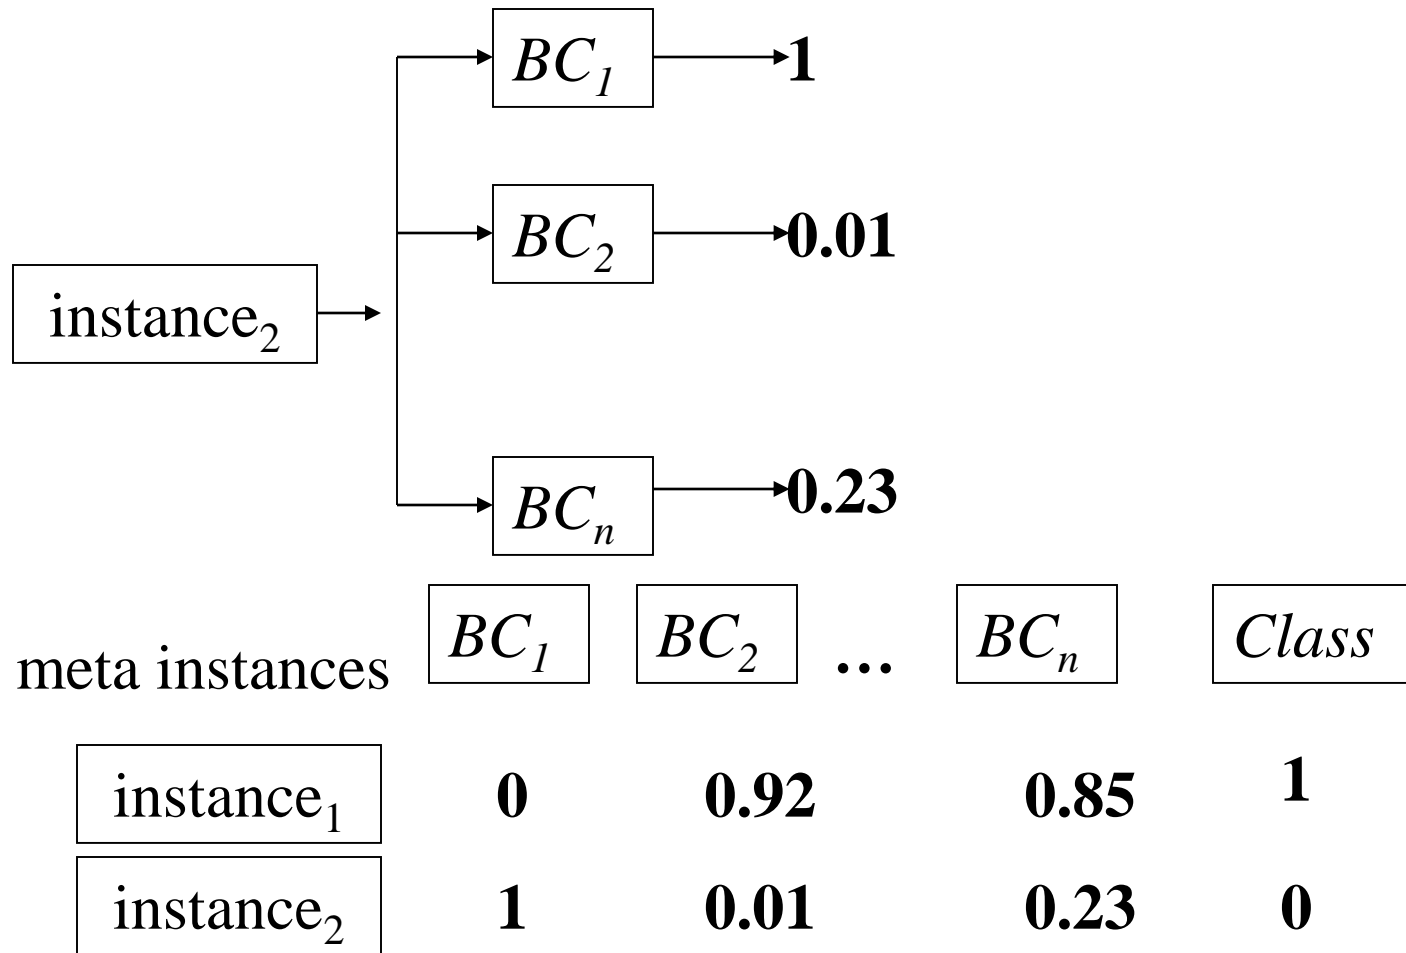 BC₁ 1
BC₂ 0.01
instance₂
BCₙ 0.23
meta instances BC₁ BC₂ ... BCₙ Class
instance₁ 0 0.92 0.85 1
instance₂ 1 0.01 0.23 0